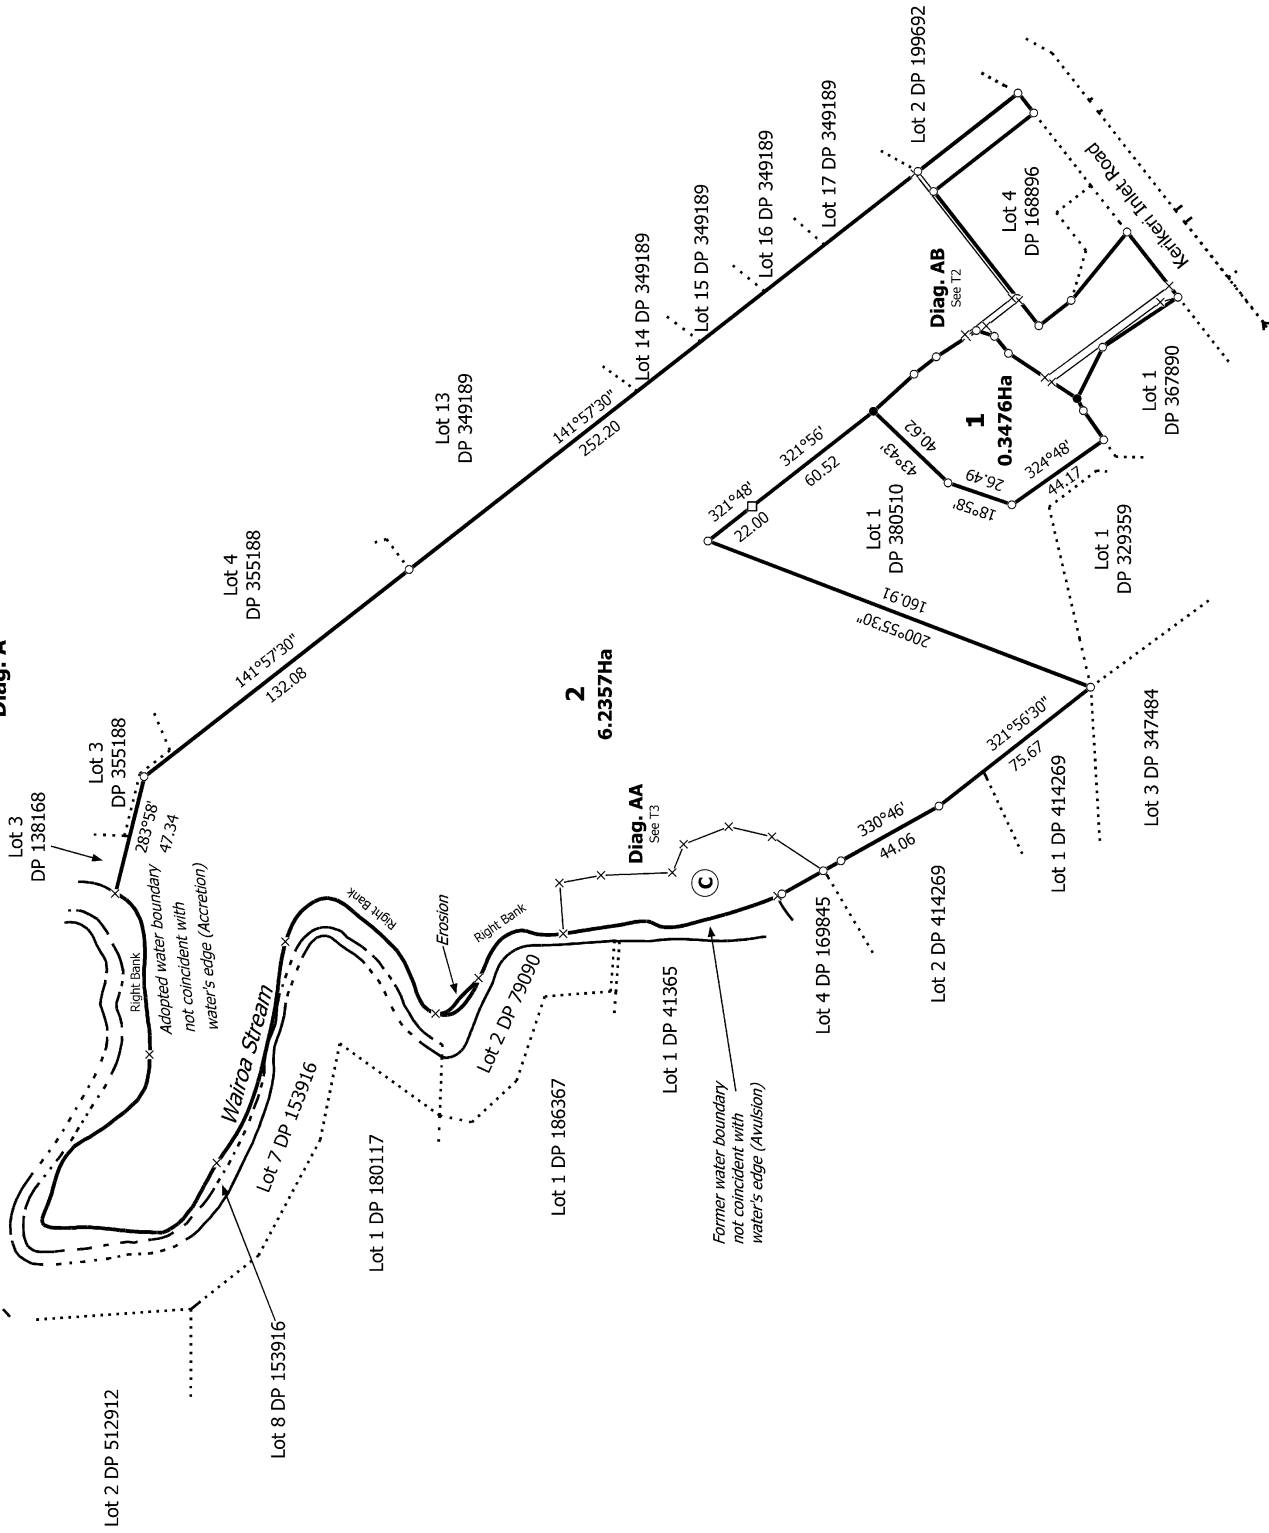 Diag. A
Lot 2 DP 199692
Lot 17 DP 349189
Lot 16 DP 349189
Lot 15 DP 349189
Lot 14 DP 349189
Lot 13
DP 349189
Lot 4
DP 355188
Lot 3
DP 355188
Lot 3
DP 138168
Kerikeri Inlet Road
Lot 4
DP 168896
Diag. AB
See T2
Lot 1
DP 367890
1
0.3476Ha
141°57'30"
252.20
141°57'30"
132.08
283°58'
47.34
321°56'
60.52
321°48'
22.00
43°43'
40.62
18°58'
26.49
324°48'
44.17
Lot 1
DP 380510
Lot 1
DP 329359
200°55'30"
160.91
2
6.2357Ha
321°56'30"
75.67
330°46'
44.06
Lot 3 DP 347484
Lot 1 DP 414269
Lot 2 DP 414269
Lot 4 DP 169845
Diag. AA
See T3
C
Right Bank
Adopted water boundary
not coincident with
water's edge (Accretion)
Right Bank
Erosion
Right Bank
Wairoa Stream
Lot 2 DP 79090
Lot 1 DP 41365
Lot 7 DP 153916
Lot 1 DP 186367
Lot 1 DP 180117
Former water boundary
not coincident with
water's edge (Avulsion)
Lot 8 DP 153916
Lot 2 DP 512912